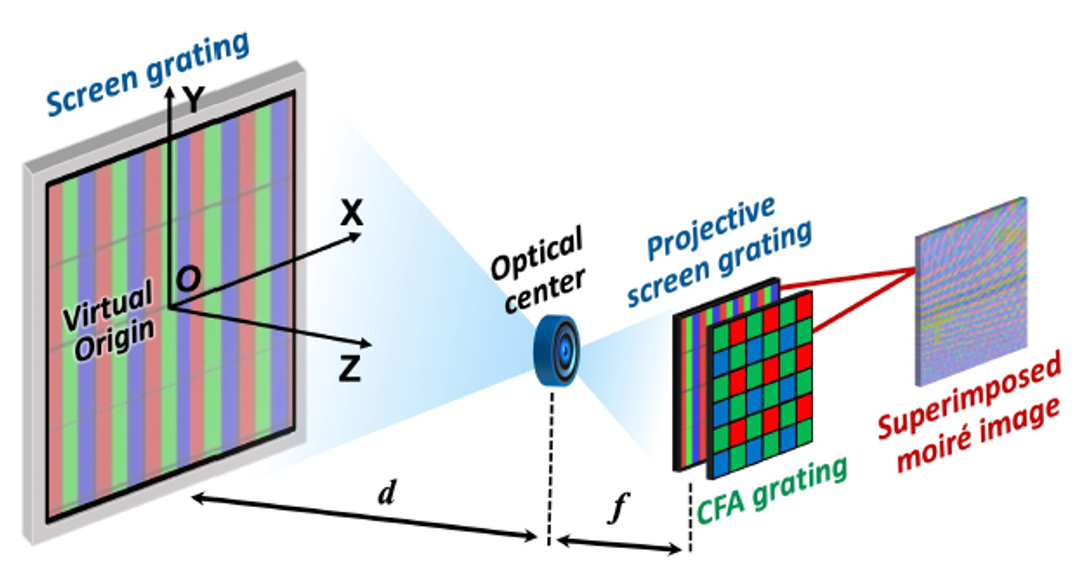 Screen grating
Y
X
O
Virtual
Origin
Z
Optical
center
Projective
screen grating
d
f
CFA grating
Superimposed
moiré image